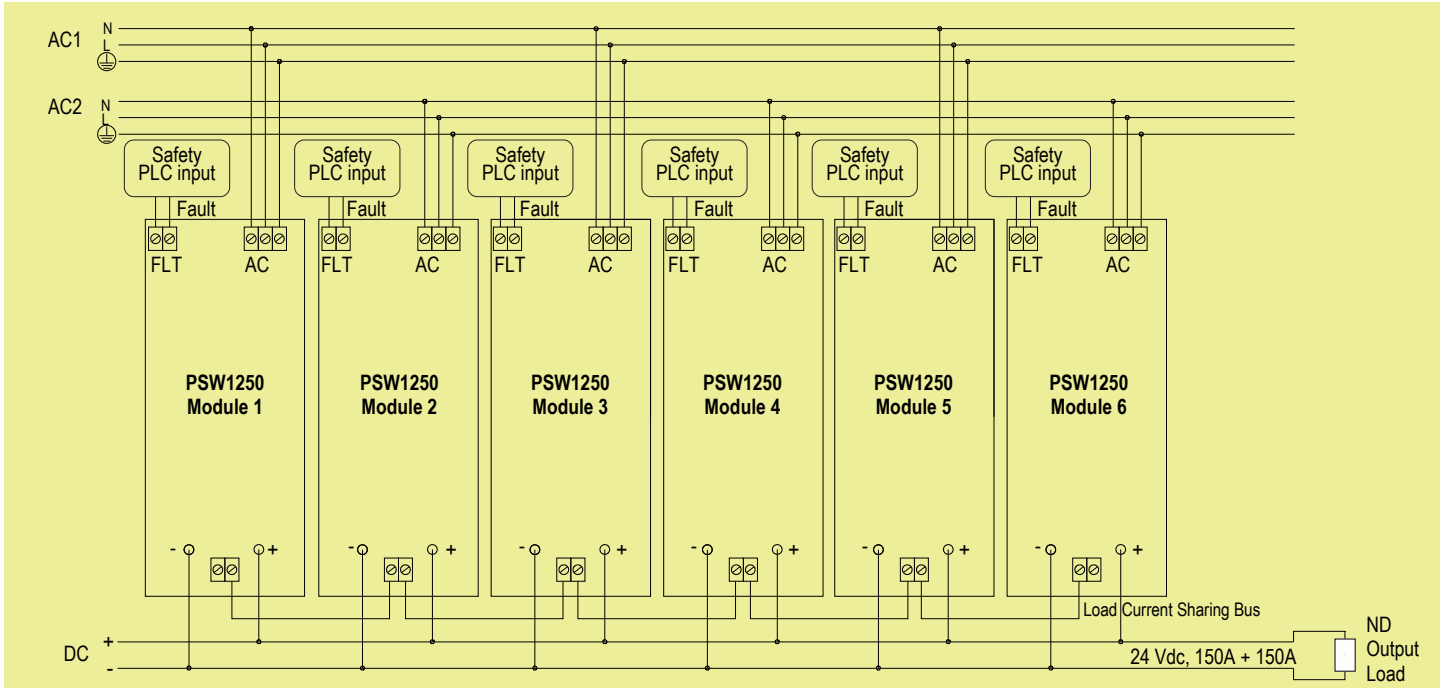 AC1
N
L
AC2
N
L
Safety
PLC input
Safety
PLC input
Safety
PLC input
Safety
PLC input
Safety
PLC input
Safety
PLC input
Fault
Fault
Fault
Fault
Fault
Fault
FLT AC
FLT AC
FLT AC
FLT AC
FLT AC
FLT AC
PSW1250
Module 1
PSW1250
Module 2
PSW1250
Module 3
PSW1250
Module 4
PSW1250
Module 5
PSW1250
Module 6
- +
- +
- +
- +
- +
- +
Load Current Sharing Bus
DC
+
-
24 Vdc, 150A + 150A
ND
Output
Load